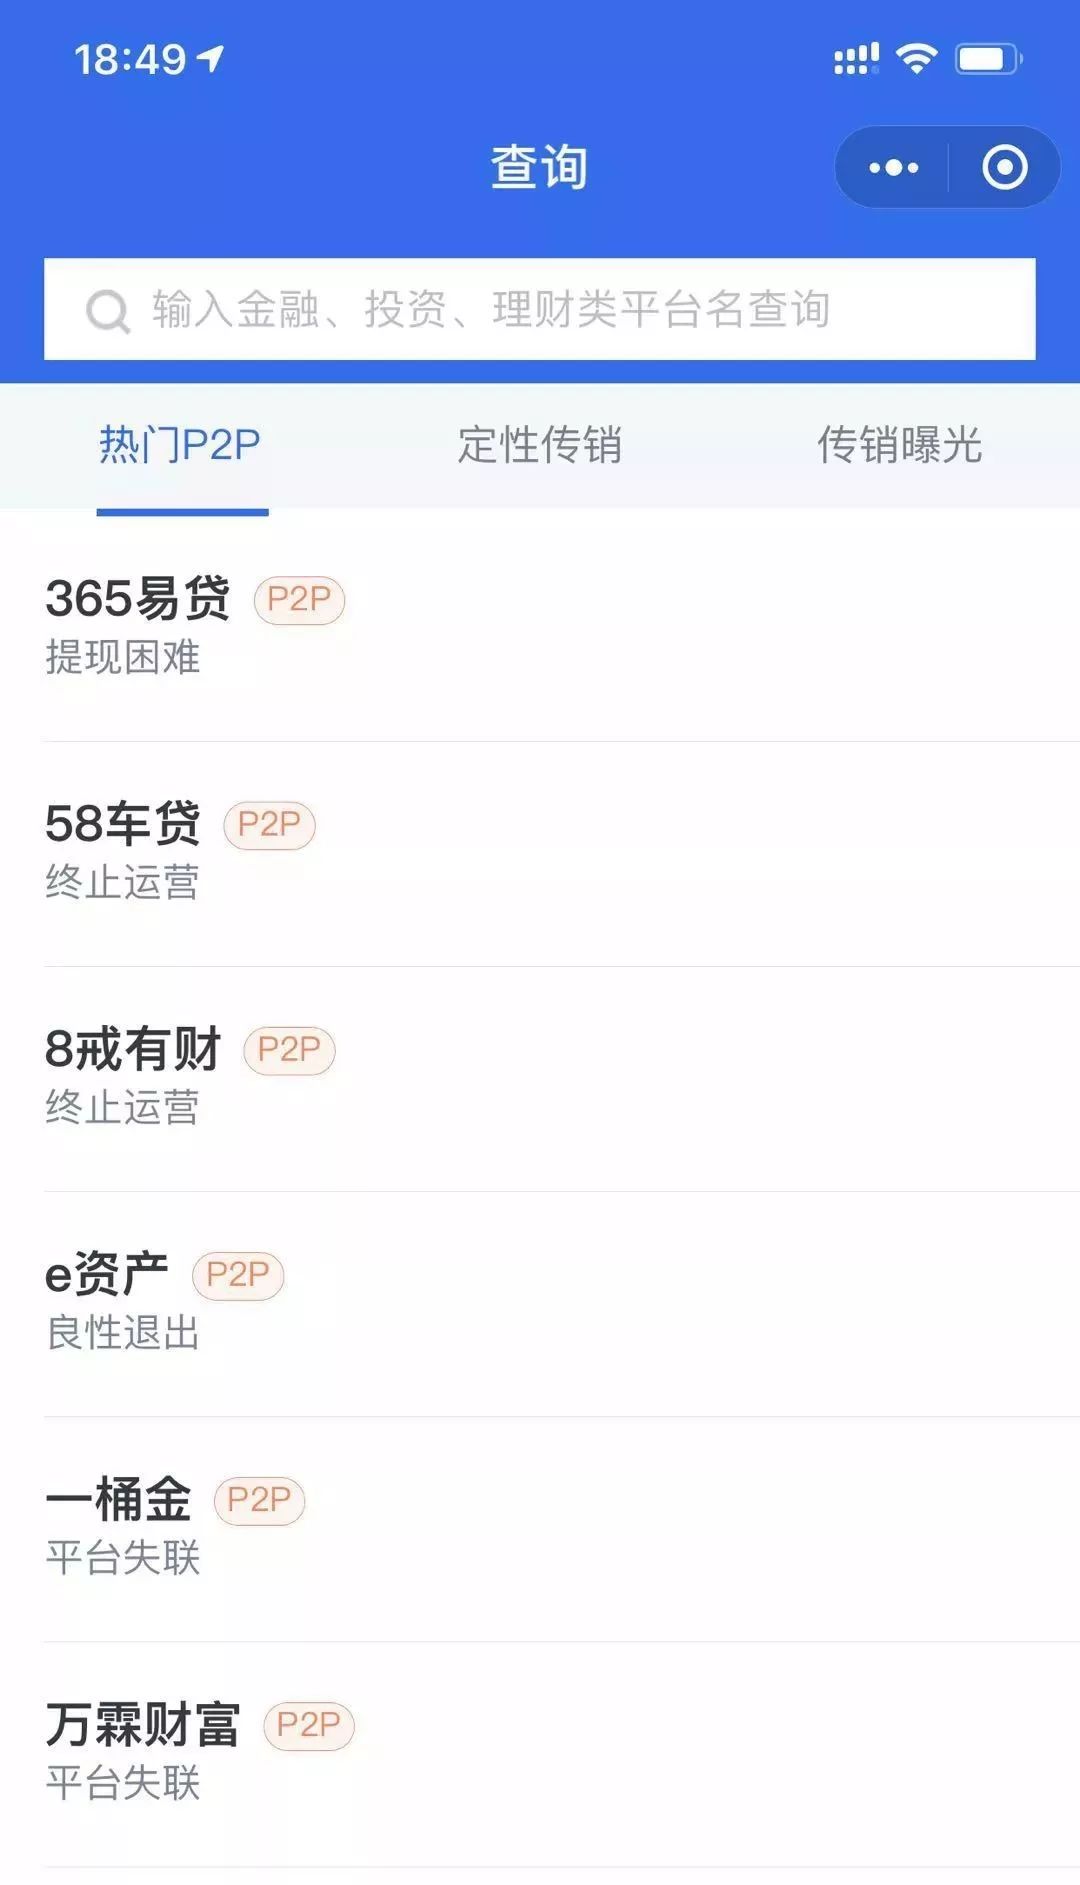 18:49
查询
输入金融、投资、理财类平台名查询
热门P2P 定性传销 传销曝光
365易贷 P2P
提现困难
58车贷 P2P
终止运营
8戒有财 P2P
终止运营
e资产 P2P
良性退出
一桶金 P2P
平台失联
万霖财富 P2P
平台失联